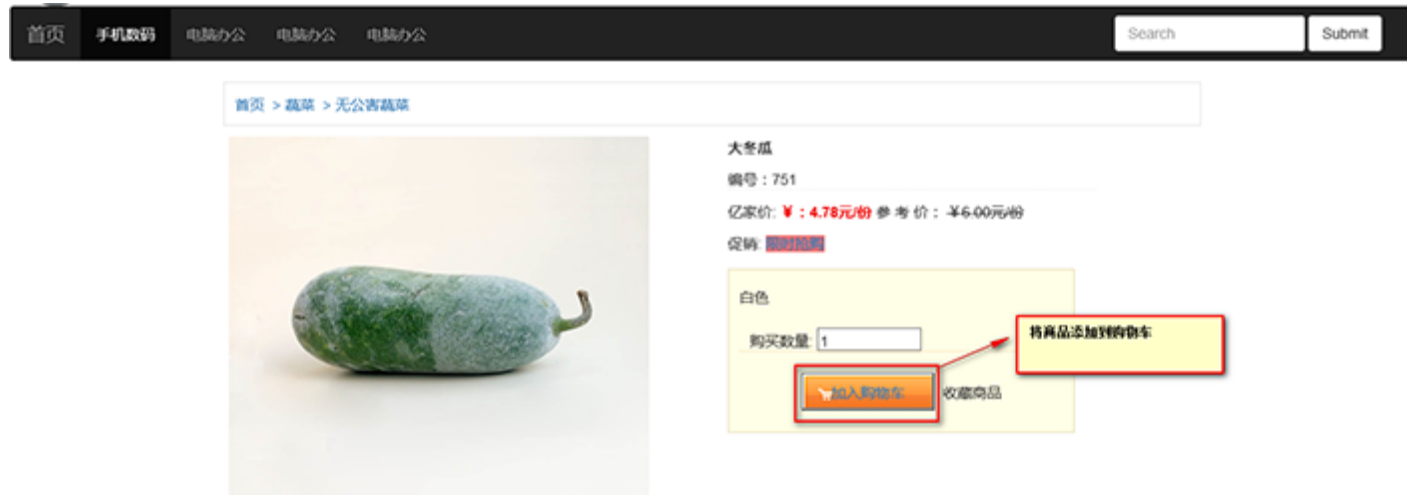 首页 手机数码 电脑办公 电脑办公 电脑办公 Search Submit
首页 > 蔬菜 > 无公害蔬菜
大冬瓜
编号：751
亿家价: ¥：4.78元/份 参 考 价： ¥6.00元/份
促销: 限时抢购
白色
购买数量: 1
将商品添加到购物车
加入购物车 收藏商品